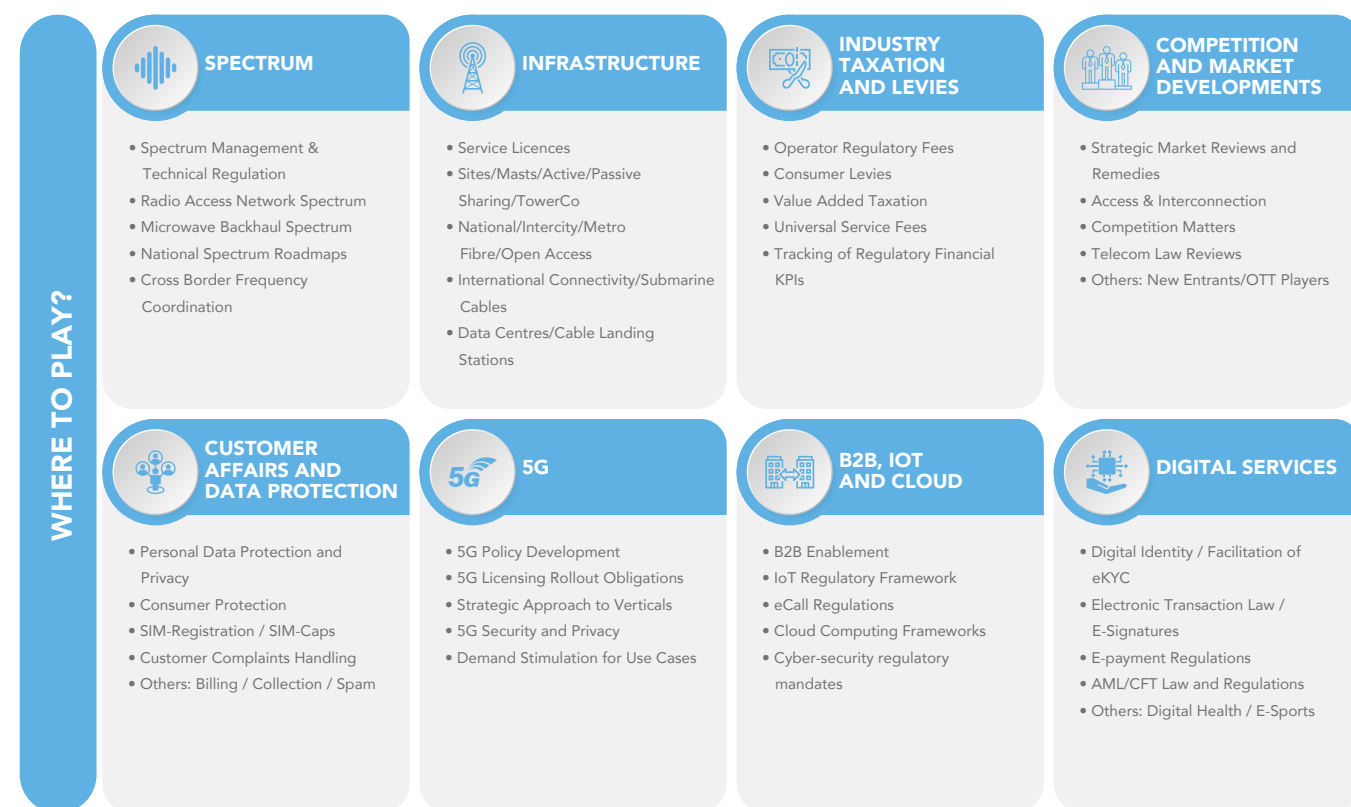 WHERE TO PLAY?
SPECTRUM
• Spectrum Management &
Technical Regulation
• Radio Access Network Spectrum
• Microwave Backhaul Spectrum
• National Spectrum Roadmaps
• Cross Border Frequency
Coordination
INFRASTRUCTURE
• Service Licences
• Sites/Masts/Active/Passive
Sharing/TowerCo
• National/Intercity/Metro
Fibre/Open Access
• International Connectivity/Submarine
Cables
• Data Centres/Cable Landing
Stations
INDUSTRY
TAXATION
AND LEVIES
• Operator Regulatory Fees
• Consumer Levies
• Value Added Taxation
• Universal Service Fees
• Tracking of Regulatory Financial
KPIs
COMPETITION
AND MARKET
DEVELOPMENTS
• Strategic Market Reviews and
Remedies
• Access & Interconnection
• Competition Matters
• Telecom Law Reviews
• Others: New Entrants/OTT Players
CUSTOMER
AFFAIRS AND
DATA PROTECTION
• Personal Data Protection and
Privacy
• Consumer Protection
• SIM-Registration / SIM-Caps
• Customer Complaints Handling
• Others: Billing / Collection / Spam
5G
5G
• 5G Policy Development
• 5G Licensing Rollout Obligations
• Strategic Approach to Verticals
• 5G Security and Privacy
• Demand Stimulation for Use Cases
B2B, IOT
AND CLOUD
• B2B Enablement
• IoT Regulatory Framework
• eCall Regulations
• Cloud Computing Frameworks
• Cyber-security regulatory
mandates
DIGITAL SERVICES
• Digital Identity / Facilitation of
eKYC
• Electronic Transaction Law /
E-Signatures
• E-payment Regulations
• AML/CFT Law and Regulations
• Others: Digital Health / E-Sports